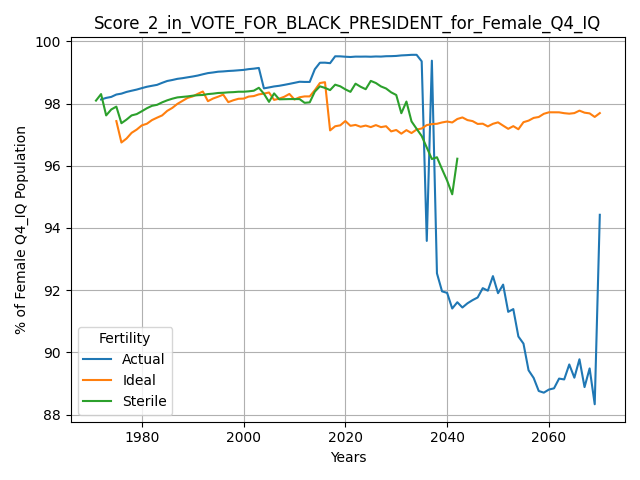 Score_2_in_VOTE_FOR_BLACK_PRESIDENT_for_Female_Q4_IQ
% of Female Q4_IQ Population
100
98
96
94
92
90
88
Fertility
Actual
Ideal
Sterile
1980 2000 2020 2040 2060
Years